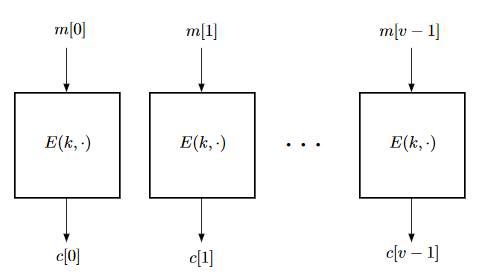 m[0] m[1] m[v − 1]
E(k, ·) E(k, ·) · · · E(k, ·)
c[0] c[1] c[v − 1]